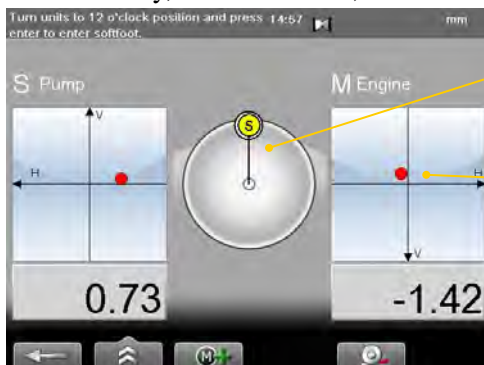 Turn units to 12 o'clock position and press 14:57 mm
enter to enter softfoot.
S Pump
M Engine
V
S
H
H
V
0.73
-1.42
M